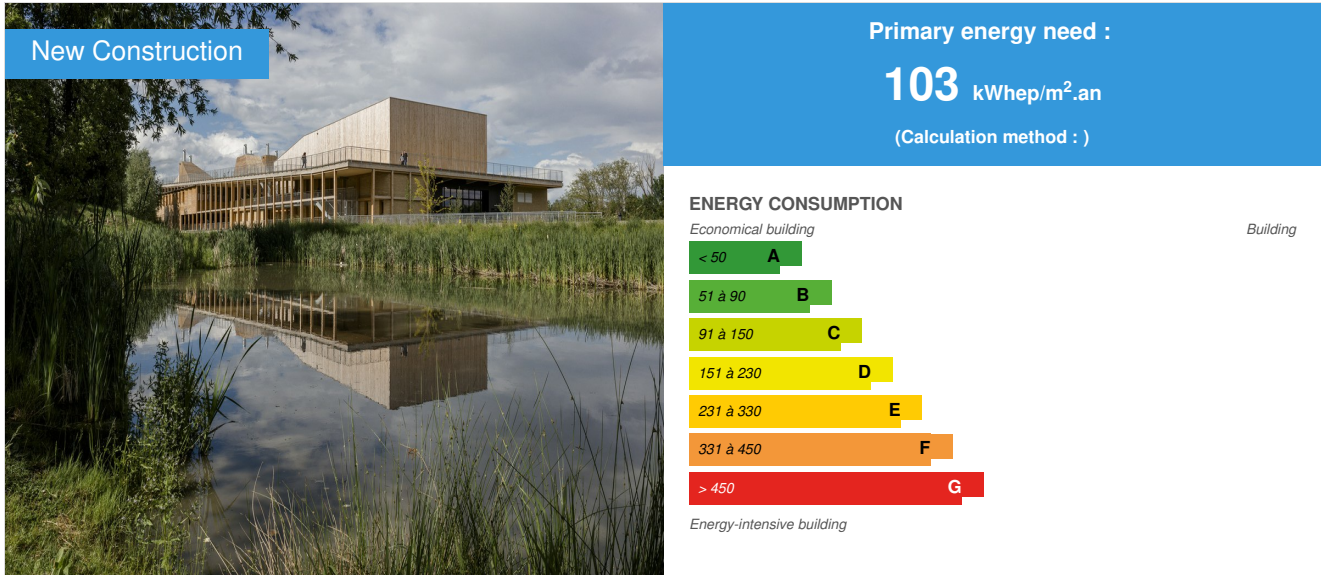 New Construction
Primary energy need :
103 kWhep/m².an
(Calculation method : )
ENERGY CONSUMPTION
Economical building
Building
< 50 A
51 à 90 B
91 à 150 C
151 à 230 D
231 à 330 E
331 à 450 F
> 450 G
Energy-intensive building